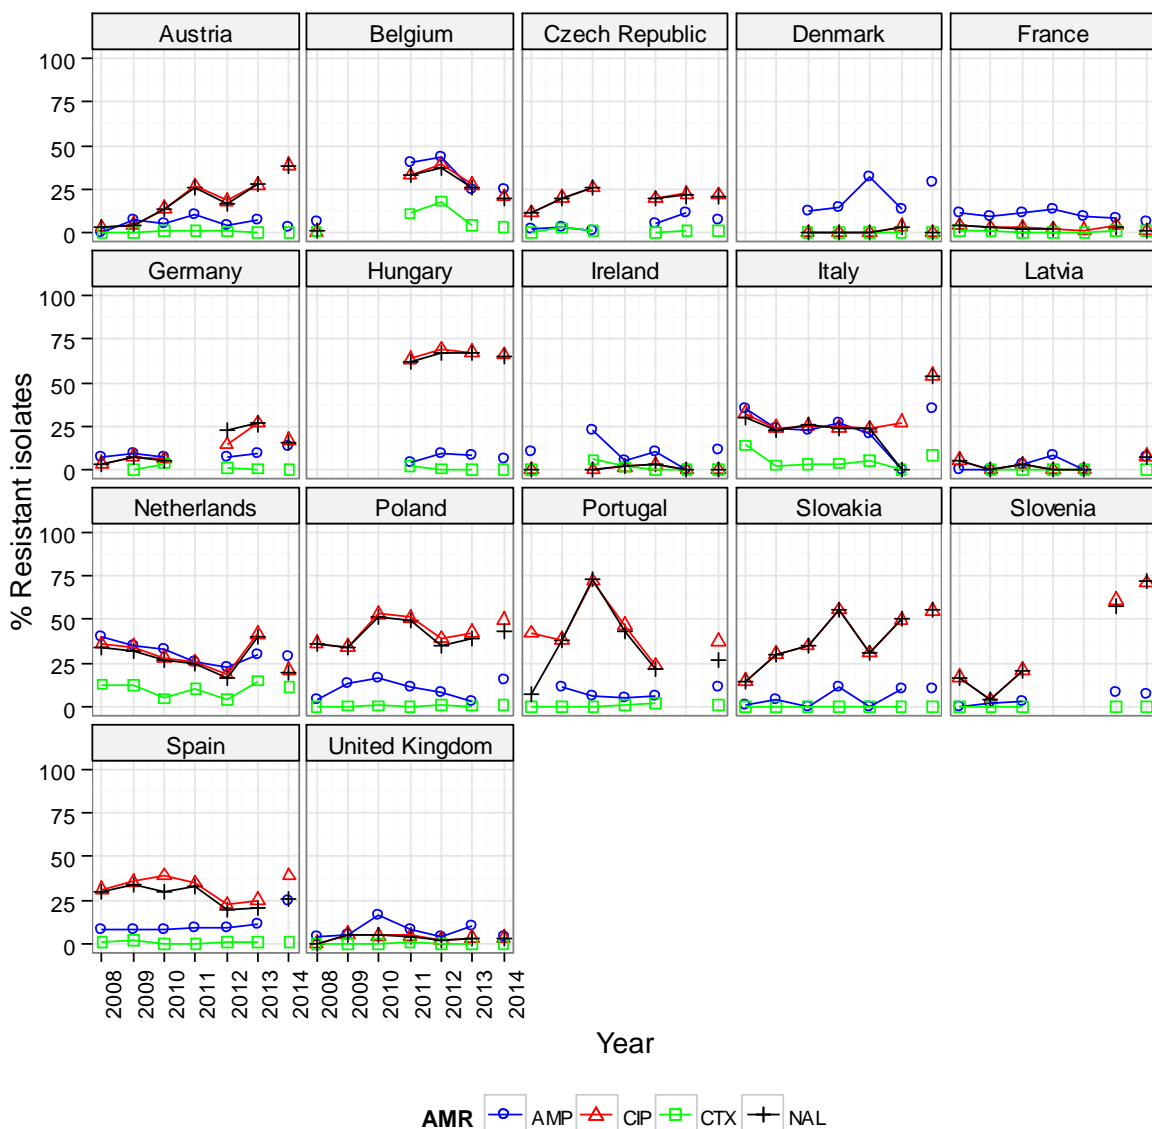 Austria Belgium Czech Republic Denmark France
100
75
50
25
0
Germany Hungary Ireland Italy Latvia
100
75
50
25
0
Netherlands Poland Portugal Slovakia Slovenia
100
75
50
25
0
Spain United Kingdom
100
75
50
25
0
% Resistant isolates
2008 2009 2010 2011 2012 2013 2014 2008 2009 2010 2011 2012 2013 2014
Year
AMR AMP CIP CTX NAL